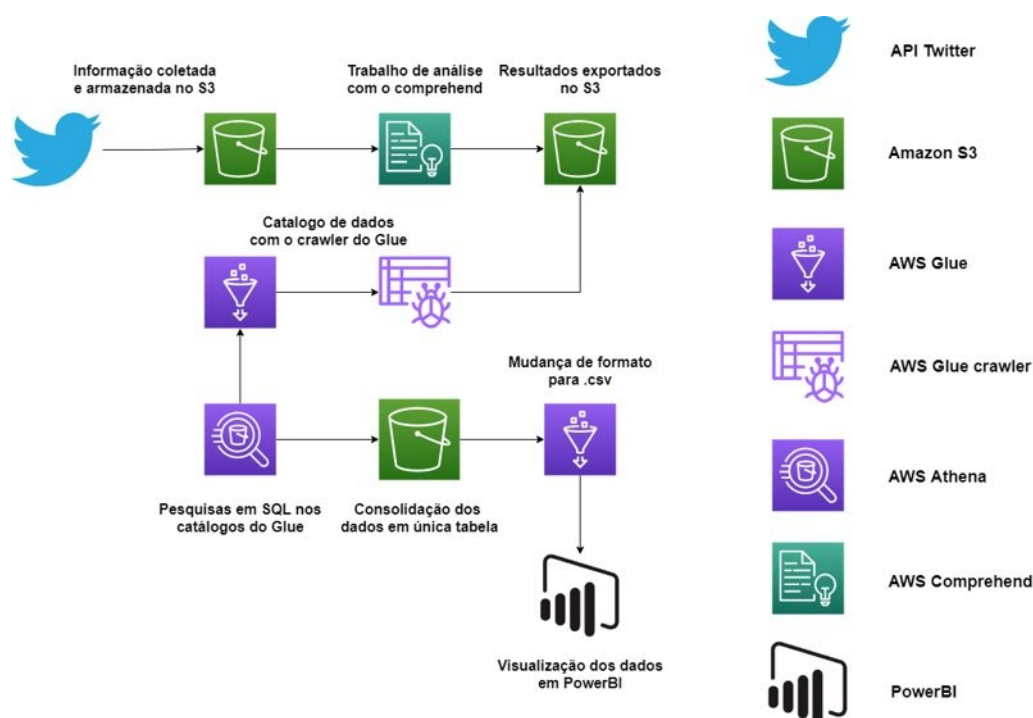 Informação coletada
e armazenada no S3
Trabalho de análise
com o comprehend
Resultados exportados
no S3
Catalogo de dados
com o crawler do Glue
Mudança de formato
para .csv
Pesquisas em SQL nos
catálogos do Glue
Consolidação dos
dados em única tabela
Visualização dos dados
em PowerBI
API Twitter
Amazon S3
AWS Glue
AWS Glue crawler
AWS Athena
AWS Comprehend
PowerBI